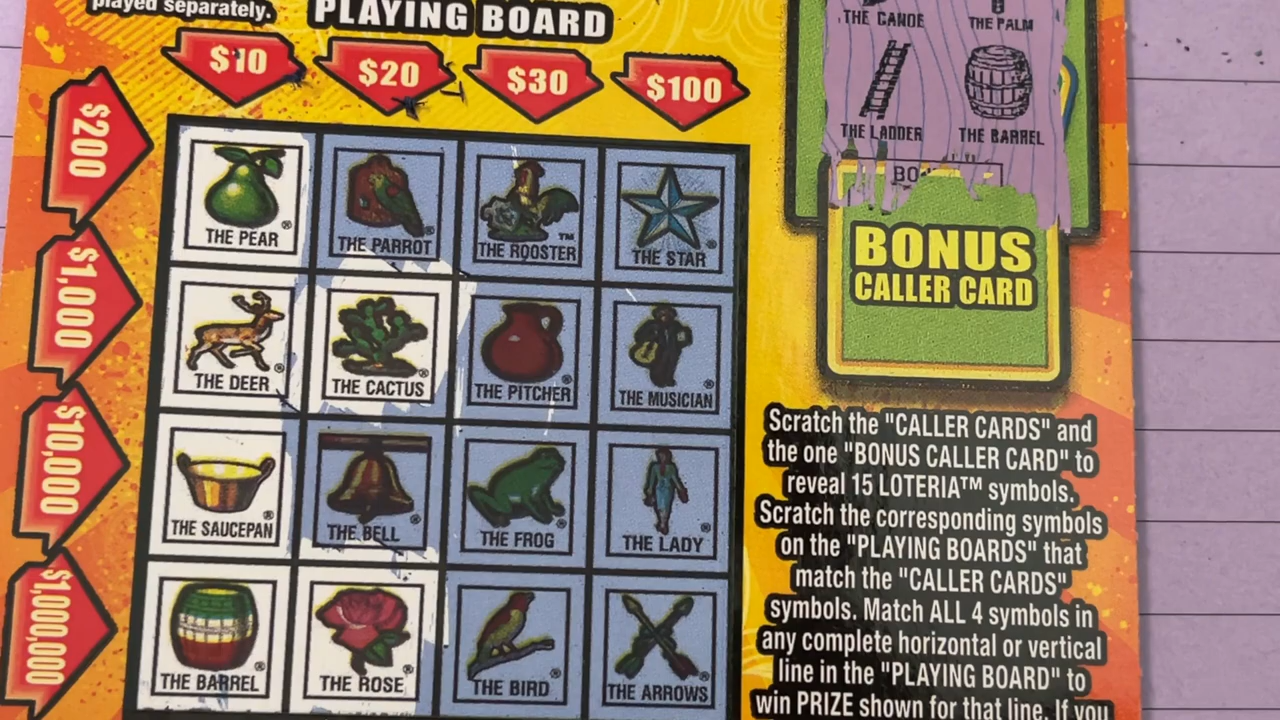 played separately.
PLAYING BOARD
$10
$20
$30
$100
$200
$1,000
$10,000
$1,000,000
THE PEAR ®
THE PARROT ®
THE ROOSTER ™
THE STAR ®
THE DEER ®
THE CACTUS ®
THE PITCHER ®
THE MUSICIAN ®
THE SAUCEPAN ®
THE BELL ®
THE FROG ®
THE LADY ®
THE BARREL ®
THE ROSE ®
THE BIRD ®
THE ARROWS ®
THE CANOE
THE PALM
THE LADDER
THE BARREL
BONUS
CALLER CARD
Scratch the "CALLER CARDS" and
the one "BONUS CALLER CARD" to
reveal 15 LOTERIA™ symbols.
Scratch the corresponding symbols
on the "PLAYING BOARDS" that
match the "CALLER CARDS"
symbols. Match ALL 4 symbols in
any complete horizontal or vertical
line in the "PLAYING BOARD" to
win PRIZE shown for that line. If you